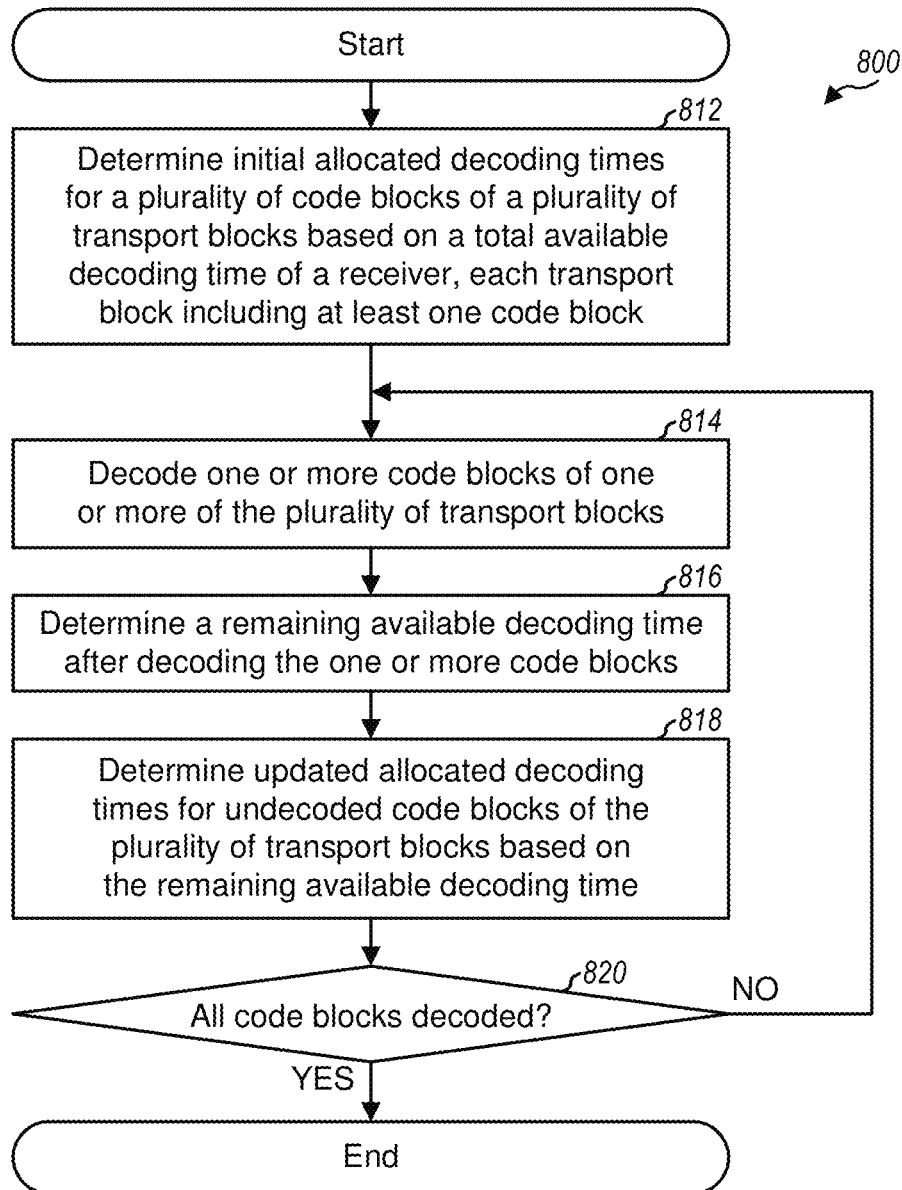 Start
800
812
Determine initial allocated decoding times
for a plurality of code blocks of a plurality of
transport blocks based on a total available
decoding time of a receiver, each transport
block including at least one code block
814
Decode one or more code blocks of one
or more of the plurality of transport blocks
816
Determine a remaining available decoding time
after decoding the one or more code blocks
818
Determine updated allocated decoding
times for undecoded code blocks of the
plurality of transport blocks based on
the remaining available decoding time
820
All code blocks decoded?
NO
YES
End